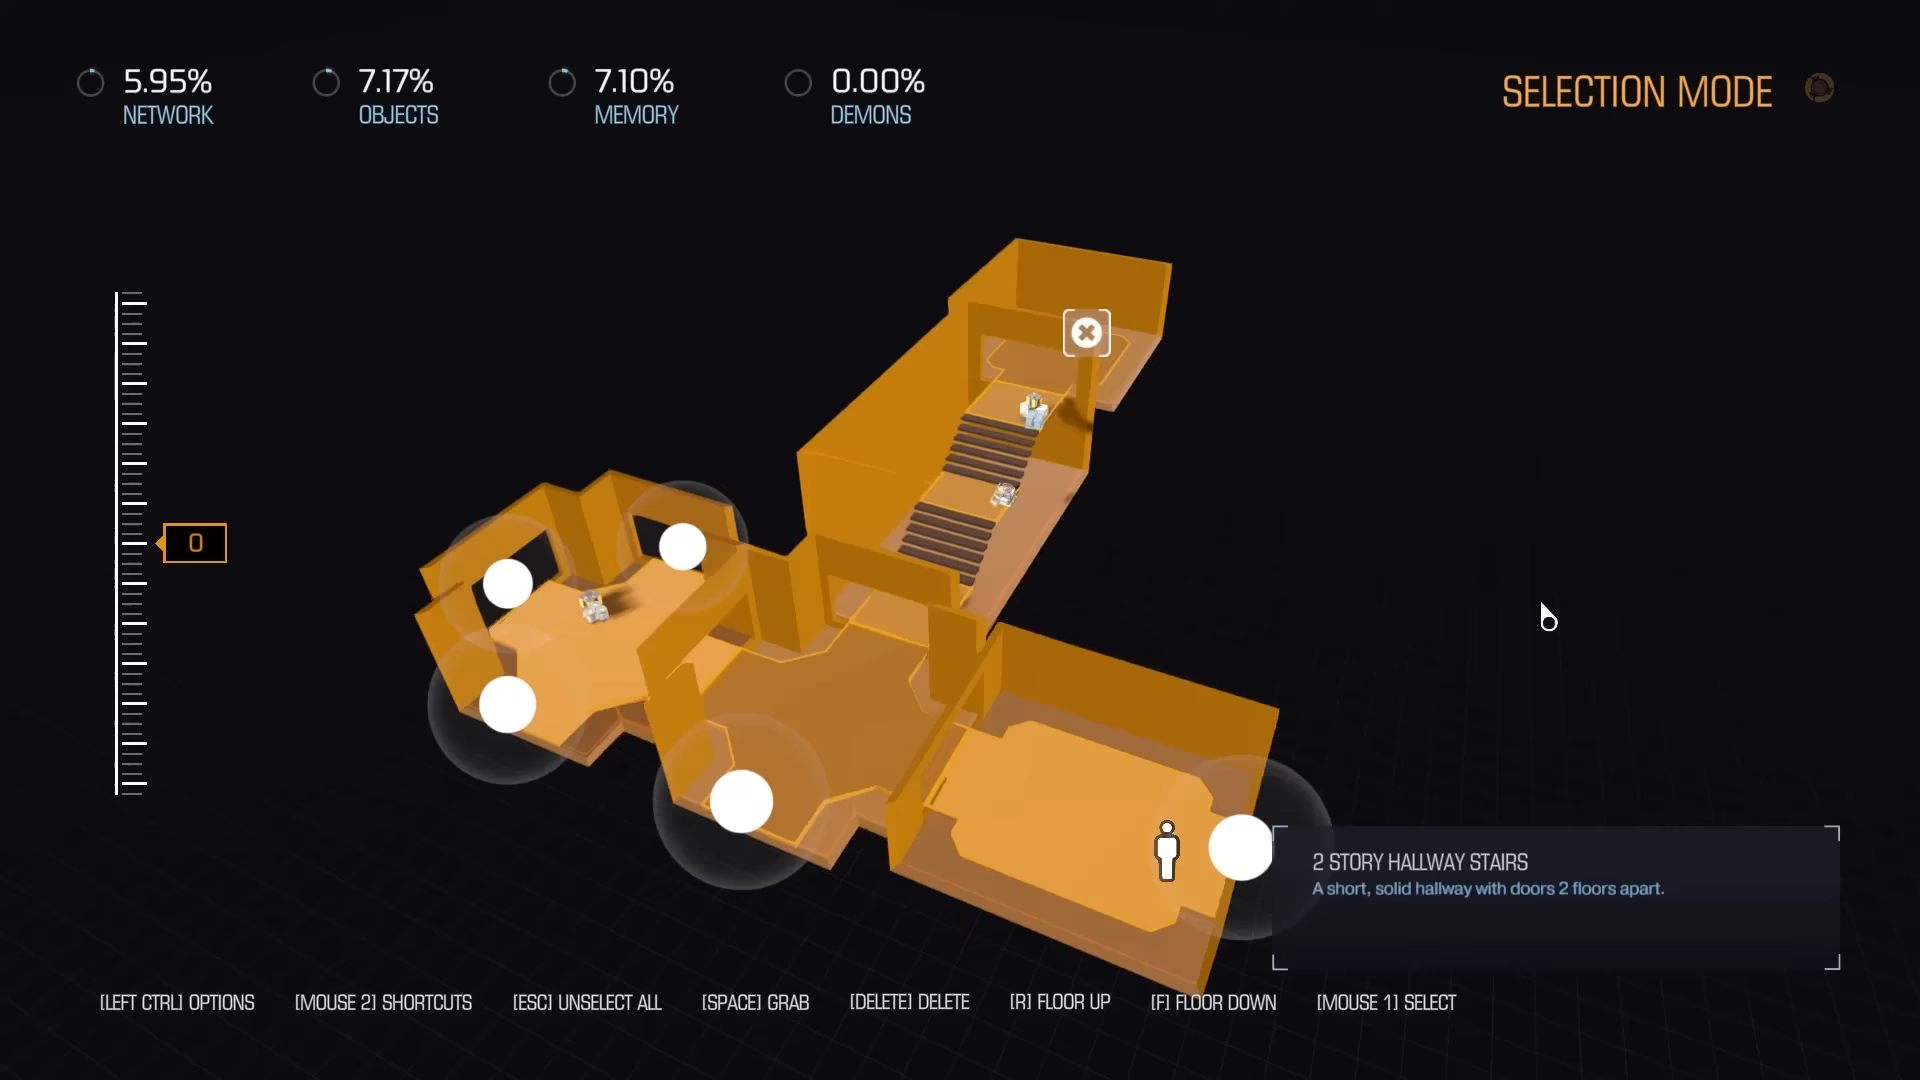 5.95%
NETWORK
7.17%
OBJECTS
7.10%
MEMORY
0.00%
DEMONS
SELECTION MODE
0
2 STORY HALLWAY STAIRS
A short, solid hallway with doors 2 floors apart.
[LEFT CTRL] OPTIONS
[MOUSE 2] SHORTCUTS
[ESC] UNSELECT ALL
[SPACE] GRAB
[DELETE] DELETE
[R] FLOOR UP
[F] FLOOR DOWN
[MOUSE 1] SELECT